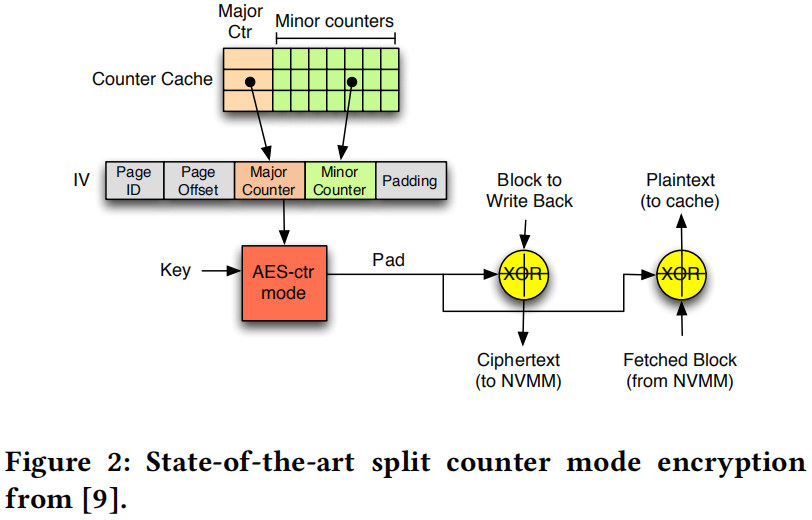 Major
Ctr
Minor counters
Counter Cache
IV
Page
ID
Page
Offset
Major
Counter
Minor
Counter
Padding
Block to
Write Back
Plaintext
(to cache)
Key
AES-ctr
mode
Pad
XOR
XOR
Ciphertext
(to NVMM)
Fetched Block
(from NVMM)
Figure 2: State-of-the-art split counter mode encryption
from [9].